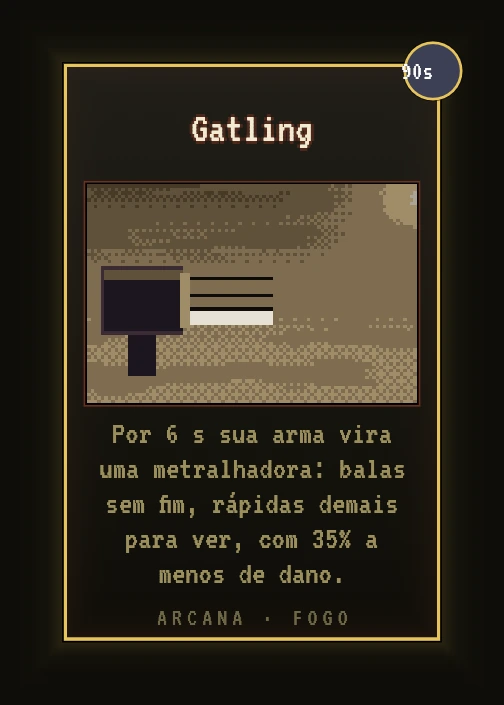 90s
Gatling
Por 6 s sua arma vira
uma metralhadora: balas
sem fim, rápidas demais
para ver, com 35% a
menos de dano.
ARCANA · FOGO